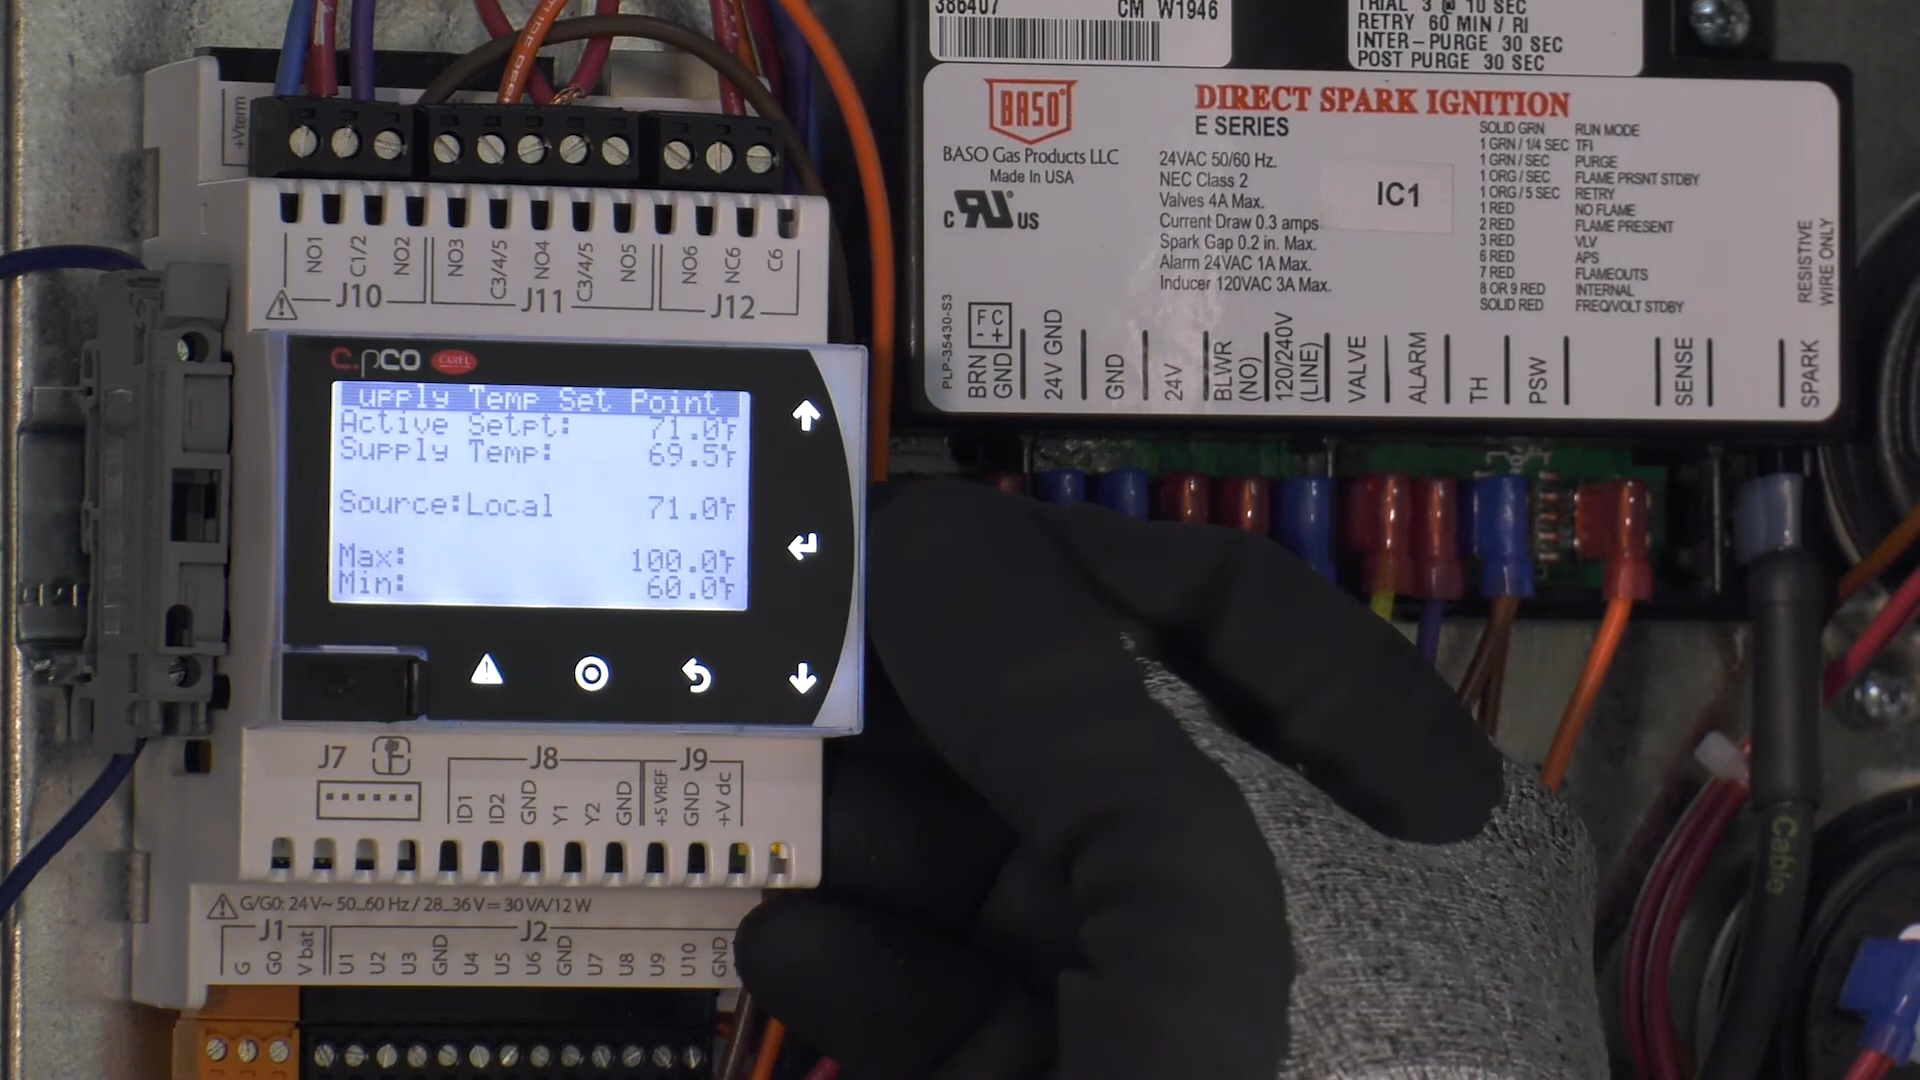 386407 CM W1946
TRIAL 3 @ 10 SEC
RETRY 60 MIN / RI
INTER-PURGE 30 SEC
POST PURGE 30 SEC
BASO
DIRECT SPARK IGNITION
E SERIES
BASO Gas Products LLC
Made in USA
C RU US
24VAC 50/60 Hz.
NEC Class 2
Valves 4A Max.
Current Draw 0.3 amps
Spark Gap 0.2 in. Max.
Alarm 24VAC 1A Max.
Inducer 120VAC 3A Max.
IC1
SOLID GRN RUN MODE
1 GRN / 1/4 SEC TFI
1 GRN / SEC PURGE
1 ORG / SEC FLAME PRSNT STDBY
1 ORG / 5 SEC RETRY
1 RED NO FLAME
2 RED FLAME PRESENT
3 RED VLV
6 RED APS
7 RED FLAMEOUTS
8 OR 9 RED INTERNAL
SOLID RED FREQ/VOLT STDBY
RESISTIVE
WIRE ONLY
PLP-35430-S3
F C
- +
BRN
GND
24V GND
GND
24V
BLWR
(NO)
120/240V
(LINE)
VALVE
ALARM
TH
PSW
SENSE
SPARK
+Vterm
NO1 C1/2 NO2 NO3 C3/4/5 NO4 C3/4/5 NO5 NO6 NC6 C6
J10 J11 J12
c.pCO CAREL
upply Temp Set Point
Active Setpt: 71.0°F
Supply Temp: 69.5°F
Source:Local 71.0°F
Max: 100.0°F
Min: 60.0°F
J7 J8 J9
ID1 ID2 GND Y1 Y2 GND +5 VREF GND +V dc
G/G0: 24 V~ 50...60 Hz / 28...36 V= 30 VA/12 W
J1 J2
G G0 V bat U1 U2 U3 GND U4 U5 U6 GND U7 U8 U9 U10 GND
Cable